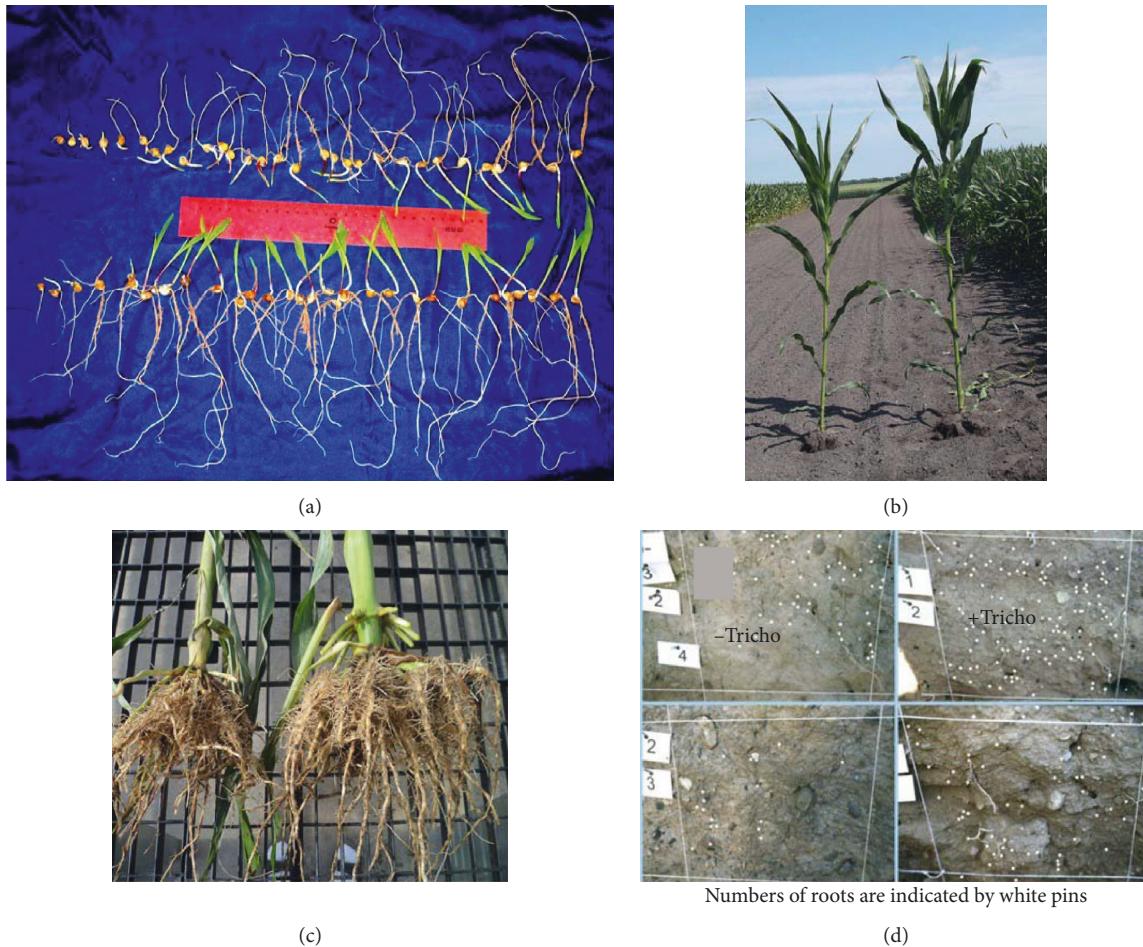 (a)
(b)
3
2
4
–Tricho
1
2
+Tricho
2
3
Numbers of roots are indicated by white pins
(c)
(d)